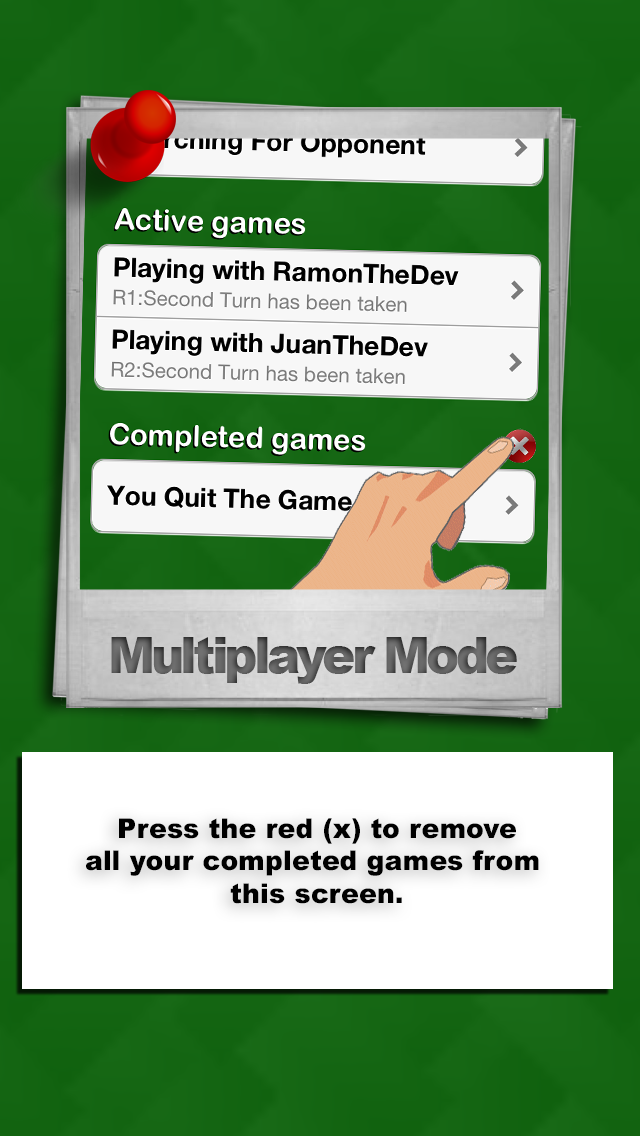 For Opponent
Active games
Playing with RamonTheDev
R1:Second Turn has been taken
Playing with JuanTheDev
R2:Second Turn has been taken
Completed games
You Quit The Game
Multiplayer Mode
Press the red (x) to remove
all your completed games from
this screen.